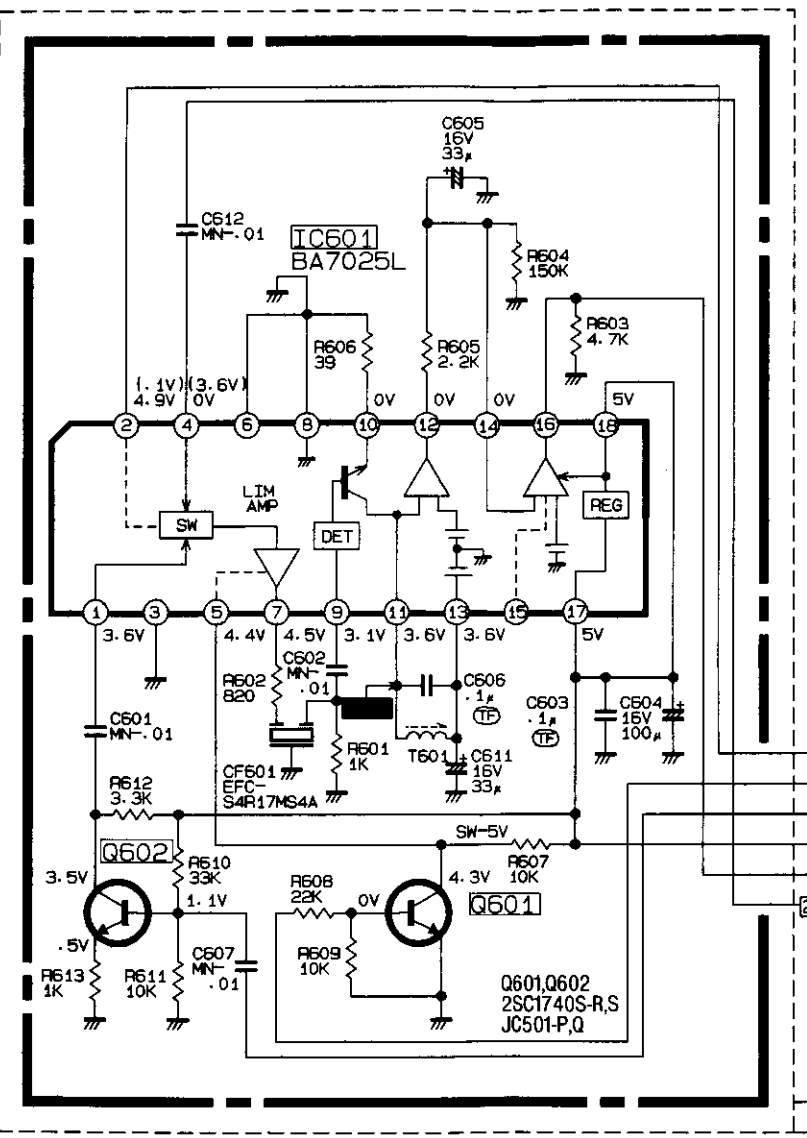 C605
16V
33μ
C612
MN-.01
IC601
BA7025L
R604
150K
R603
4.7K
R606
39
R605
2.2K
(.1V) (3.6V)
4.9V 0V 0V 0V 0V 5V
2 4 6 8 10 12 14 16 18
LIM
AMP
SW
DET
REG
1 3 5 7 9 11 13 15 17
3.6V 4.4V 4.5V 3.1V 3.6V 3.6V 5V
R602
820
C602
MN-
.01
C606
.1μ
TF
C603
.1μ
TF
C604
16V
100μ
C601
MN-.01
R601
1K
T601
C611
16V
33μ
CF601
EFC-
S4R17MS4A
R612
3.3K
SW-5V
Q602
R610
33K
R607
10K
3.5V
1.1V
R608
22K
0V
4.3V
Q601
.5V
C607
MN-
.01
R609
10K
R613
1K
R611
10K
Q601,Q602
2SC1740S-R,S
JC501-P,Q